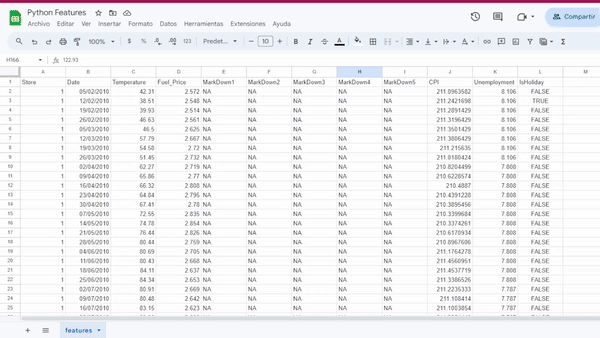 Python Features
Archivo Editar Ver Insertar Formato Datos Herramientas Extensiones Ayuda
Compartir
100% $ % 123 Predet... 10
H166 122.93
A B C D E F G H I J K L M
1 Store Date Temperature Fuel_Price MarkDown1 MarkDown2 MarkDown3 MarkDown4 MarkDown5 CPI Unemployment IsHoliday
2 1 05/02/2010 42.31 2.572 NA NA NA NA NA 211.0963582 8.106 FALSE
3 1 12/02/2010 38.51 2.548 NA NA NA NA NA 211.2421698 8.106 TRUE
4 1 19/02/2010 39.93 2.514 NA NA NA NA NA 211.2891429 8.106 FALSE
5 1 26/02/2010 46.63 2.561 NA NA NA NA NA 211.3196429 8.106 FALSE
6 1 05/03/2010 46.5 2.625 NA NA NA NA NA 211.3501429 8.106 FALSE
7 1 12/03/2010 57.79 2.667 NA NA NA NA NA 211.3806429 8.106 FALSE
8 1 19/03/2010 54.58 2.72 NA NA NA NA NA 211.215635 8.106 FALSE
9 1 26/03/2010 51.45 2.732 NA NA NA NA NA 211.0180424 8.106 FALSE
10 1 02/04/2010 62.27 2.719 NA NA NA NA NA 210.8204499 7.808 FALSE
11 1 09/04/2010 65.86 2.77 NA NA NA NA NA 210.6228574 7.808 FALSE
12 1 16/04/2010 66.32 2.808 NA NA NA NA NA 210.4887 7.808 FALSE
13 1 23/04/2010 64.84 2.795 NA NA NA NA NA 210.4391228 7.808 FALSE
14 1 30/04/2010 67.41 2.78 NA NA NA NA NA 210.3895456 7.808 FALSE
15 1 07/05/2010 72.55 2.835 NA NA NA NA NA 210.3399684 7.808 FALSE
16 1 14/05/2010 74.78 2.854 NA NA NA NA NA 210.3374261 7.808 FALSE
17 1 21/05/2010 76.44 2.826 NA NA NA NA NA 210.6170934 7.808 FALSE
18 1 28/05/2010 80.44 2.759 NA NA NA NA NA 210.8967606 7.808 FALSE
19 1 04/06/2010 80.69 2.705 NA NA NA NA NA 211.1764278 7.808 FALSE
20 1 11/06/2010 80.43 2.668 NA NA NA NA NA 211.4560951 7.808 FALSE
21 1 18/06/2010 84.11 2.637 NA NA NA NA NA 211.4537719 7.808 FALSE
22 1 25/06/2010 84.34 2.653 NA NA NA NA NA 211.3386526 7.808 FALSE
23 1 02/07/2010 80.91 2.669 NA NA NA NA NA 211.2235333 7.787 FALSE
24 1 09/07/2010 80.48 2.642 NA NA NA NA NA 211.108414 7.787 FALSE
25 1 16/07/2010 83.15 2.623 NA NA NA NA NA 211.1003854 7.787 FALSE
features